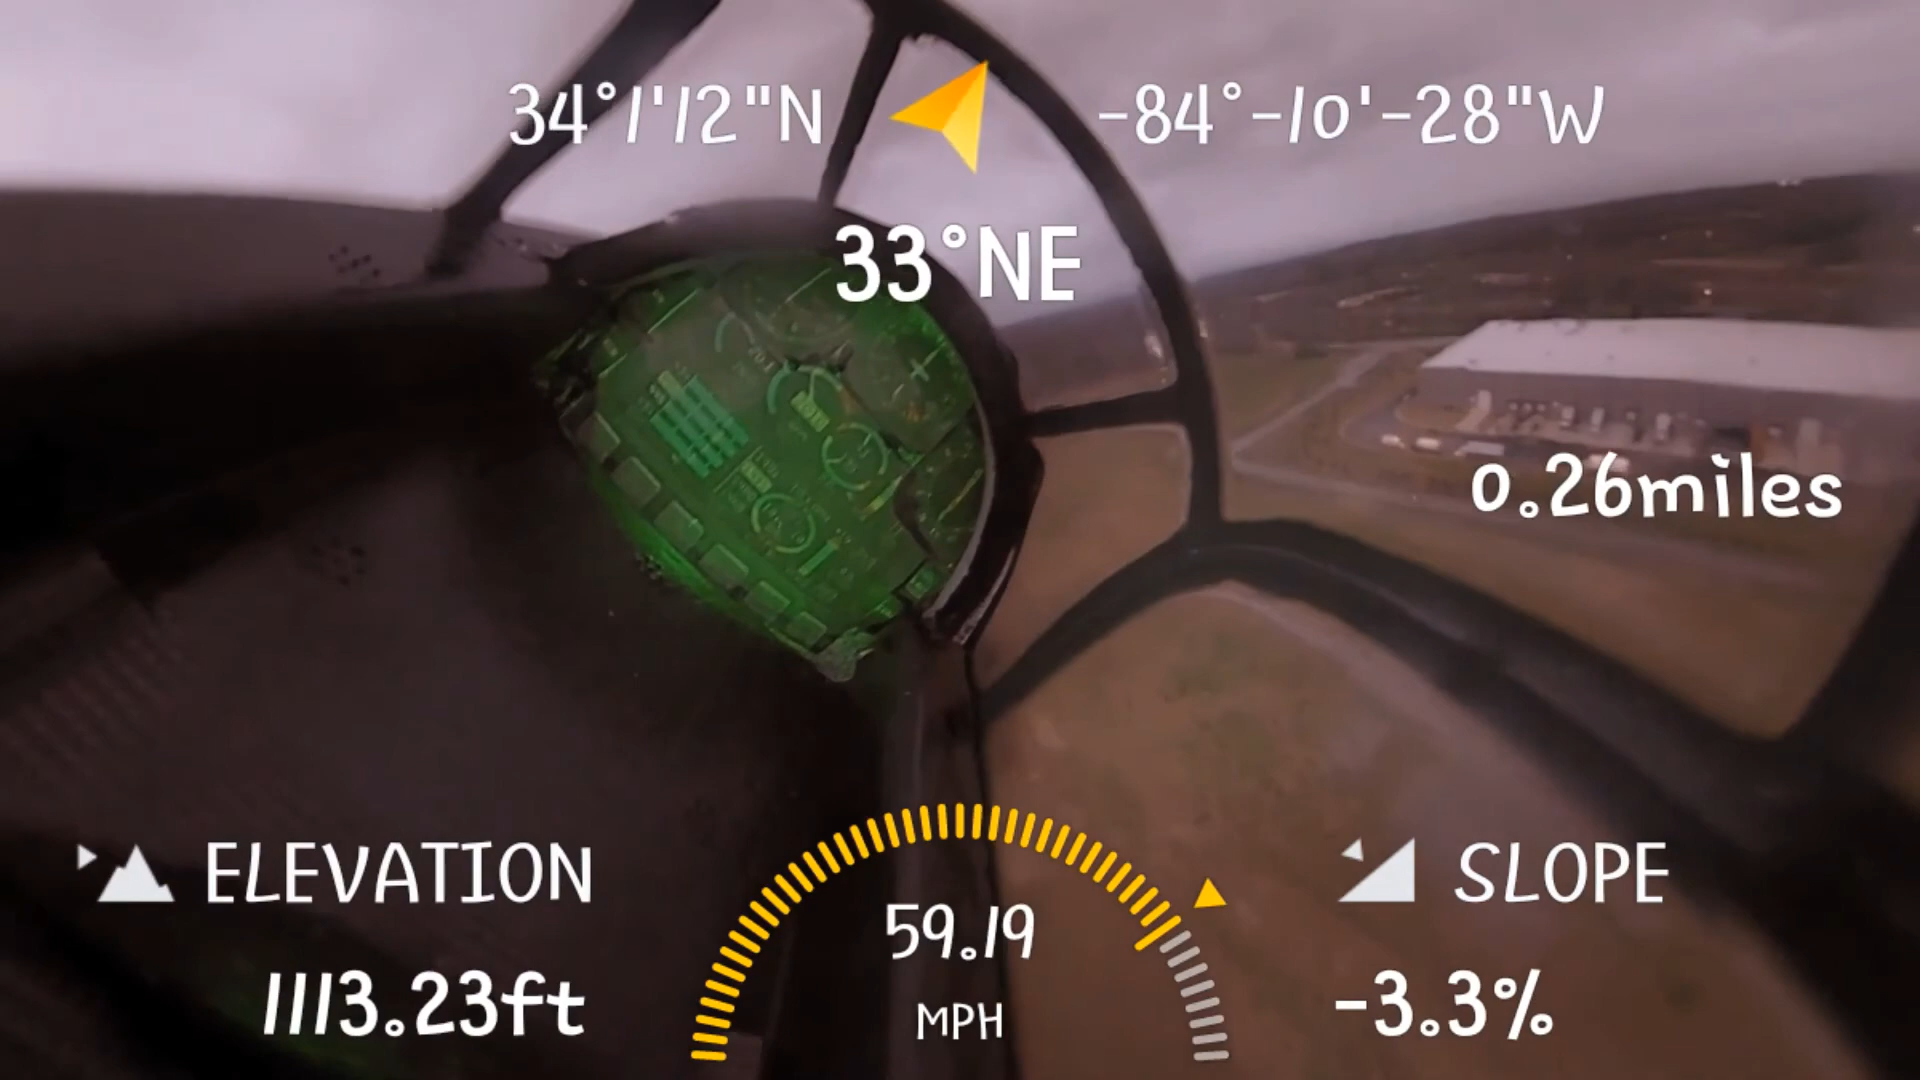 34°1'12"N
-84°-10'-28"W
33°NE
0.26miles
ELEVATION
1113.23ft
59.19
MPH
SLOPE
-3.3%